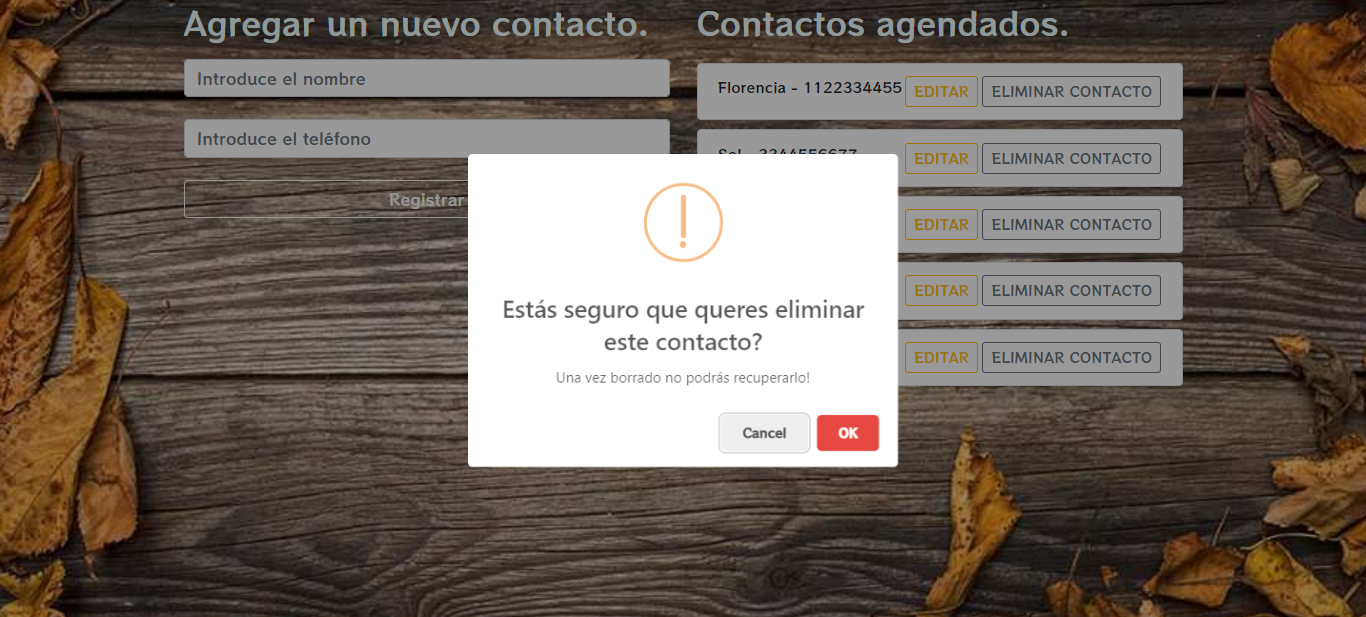 Agregar un nuevo contacto.
Introduce el nombre
Introduce el teléfono
Registrar
Contactos agendados.
Florencia - 1122334455 EDITAR ELIMINAR CONTACTO
Sol - 3344556677 EDITAR ELIMINAR CONTACTO
EDITAR ELIMINAR CONTACTO
EDITAR ELIMINAR CONTACTO
EDITAR ELIMINAR CONTACTO
Estás seguro que queres eliminar
este contacto?
Una vez borrado no podrás recuperarlo!
Cancel OK